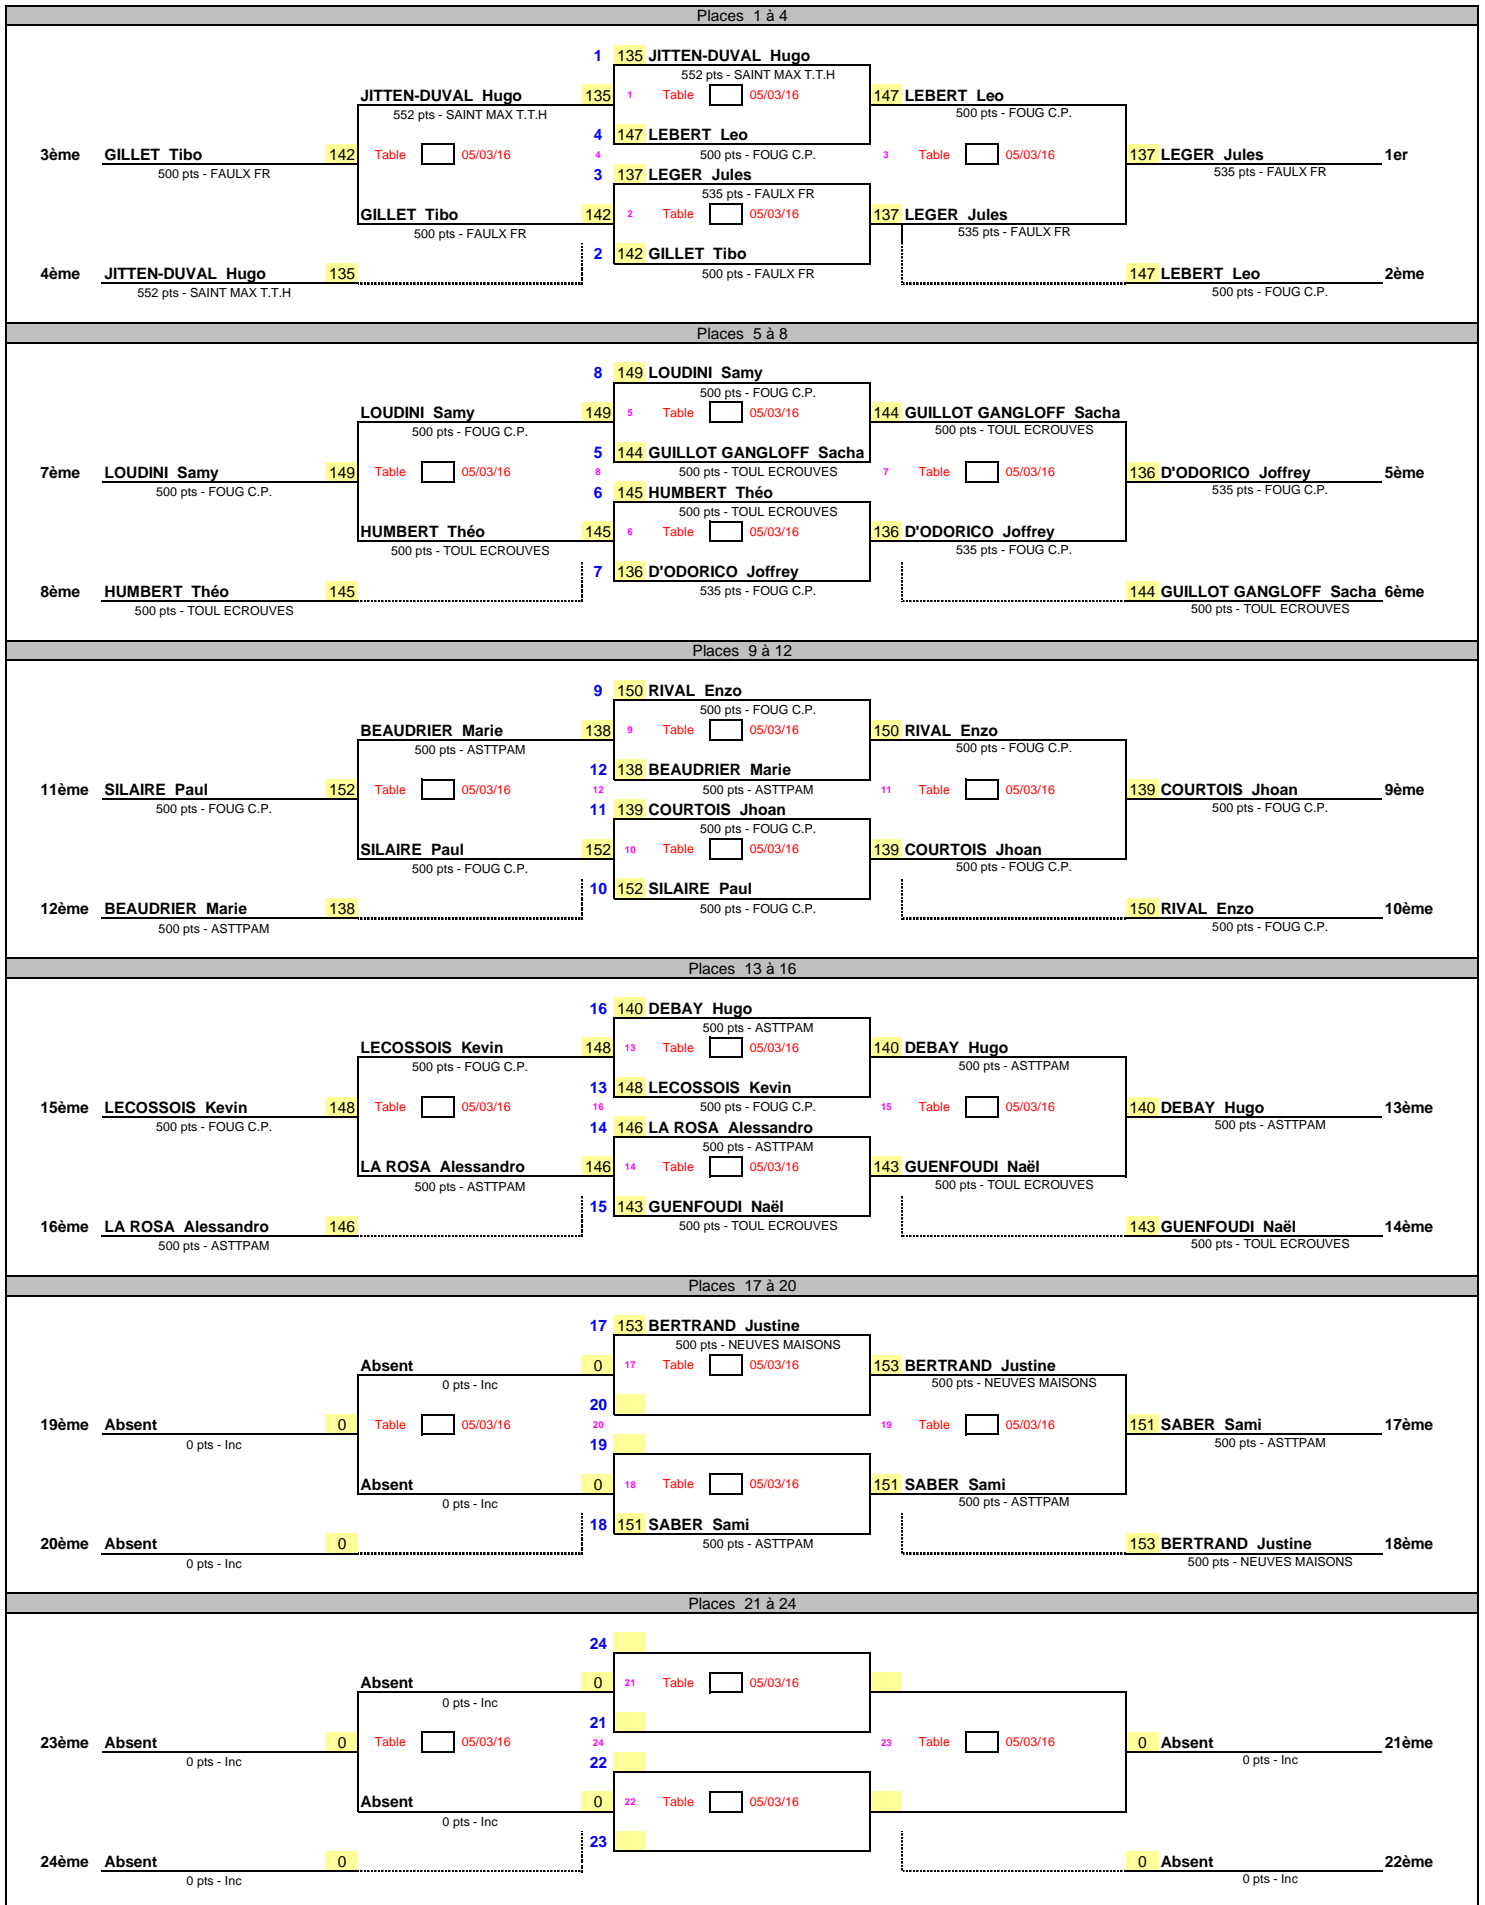 Places 1 à 4
1 135 JITTEN-DUVAL Hugo
552 pts - SAINT MAX T.T.H
JITTEN-DUVAL Hugo 135 1 Table 05/03/16 147 LEBERT Leo
552 pts - SAINT MAX T.T.H 500 pts - FOUG C.P.
4 147 LEBERT Leo
3ème GILLET Tibo 142 Table 05/03/16 4 500 pts - FOUG C.P. 3 Table 05/03/16 137 LEGER Jules 1er
500 pts - FAULX FR 3 137 LEGER Jules 535 pts - FAULX FR
535 pts - FAULX FR
GILLET Tibo 142 2 Table 05/03/16 137 LEGER Jules
500 pts - FAULX FR 535 pts - FAULX FR
2 142 GILLET Tibo
4ème JITTEN-DUVAL Hugo 135 500 pts - FAULX FR 147 LEBERT Leo 2ème
552 pts - SAINT MAX T.T.H 500 pts - FOUG C.P.
Places 5 à 8
8 149 LOUDINI Samy
500 pts - FOUG C.P.
LOUDINI Samy 149 5 Table 05/03/16 144 GUILLOT GANGLOFF Sacha
500 pts - FOUG C.P. 500 pts - TOUL ECROUVES
5 144 GUILLOT GANGLOFF Sacha
7ème LOUDINI Samy 149 Table 05/03/16 8 500 pts - TOUL ECROUVES 7 Table 05/03/16 136 D'ODORICO Joffrey 5ème
500 pts - FOUG C.P. 6 145 HUMBERT Théo 535 pts - FOUG C.P.
500 pts - TOUL ECROUVES
HUMBERT Théo 145 6 Table 05/03/16 136 D'ODORICO Joffrey
500 pts - TOUL ECROUVES 535 pts - FOUG C.P.
7 136 D'ODORICO Joffrey
8ème HUMBERT Théo 145 535 pts - FOUG C.P. 144 GUILLOT GANGLOFF Sacha 6ème
500 pts - TOUL ECROUVES 500 pts - TOUL ECROUVES
Places 9 à 12
9 150 RIVAL Enzo
500 pts - FOUG C.P.
BEAUDRIER Marie 138 9 Table 05/03/16 150 RIVAL Enzo
500 pts - ASTTPAM 500 pts - FOUG C.P.
12 138 BEAUDRIER Marie
11ème SILAIRE Paul 152 Table 05/03/16 12 500 pts - ASTTPAM 11 Table 05/03/16 139 COURTOIS Jhoan 9ème
500 pts - FOUG C.P. 11 139 COURTOIS Jhoan 500 pts - FOUG C.P.
500 pts - FOUG C.P.
SILAIRE Paul 152 10 Table 05/03/16 139 COURTOIS Jhoan
500 pts - FOUG C.P. 500 pts - FOUG C.P.
10 152 SILAIRE Paul
12ème BEAUDRIER Marie 138 500 pts - FOUG C.P. 150 RIVAL Enzo 10ème
500 pts - ASTTPAM 500 pts - FOUG C.P.
Places 13 à 16
16 140 DEBAY Hugo
500 pts - ASTTPAM
LECOSSOIS Kevin 148 13 Table 05/03/16 140 DEBAY Hugo
500 pts - FOUG C.P. 500 pts - ASTTPAM
13 148 LECOSSOIS Kevin
15ème LECOSSOIS Kevin 148 Table 05/03/16 16 500 pts - FOUG C.P. 15 Table 05/03/16 140 DEBAY Hugo 13ème
500 pts - FOUG C.P. 14 146 LA ROSA Alessandro 500 pts - ASTTPAM
500 pts - ASTTPAM
LA ROSA Alessandro 146 14 Table 05/03/16 143 GUENFOUDI Naël
500 pts - ASTTPAM 500 pts - TOUL ECROUVES
15 143 GUENFOUDI Naël
16ème LA ROSA Alessandro 146 500 pts - TOUL ECROUVES 143 GUENFOUDI Naël 14ème
500 pts - ASTTPAM 500 pts - TOUL ECROUVES
Places 17 à 20
17 153 BERTRAND Justine
500 pts - NEUVES MAISONS
Absent 0 17 Table 05/03/16 153 BERTRAND Justine
0 pts - Inc 500 pts - NEUVES MAISONS
20
19ème Absent 0 Table 05/03/16 20 19 Table 05/03/16 151 SABER Sami 17ème
0 pts - Inc 19 500 pts - ASTTPAM
Absent 0 18 Table 05/03/16 151 SABER Sami
0 pts - Inc 500 pts - ASTTPAM
18 151 SABER Sami
20ème Absent 0 500 pts - ASTTPAM 153 BERTRAND Justine 18ème
0 pts - Inc 500 pts - NEUVES MAISONS
Places 21 à 24
24
Absent 0 21 Table 05/03/16
0 pts - Inc
21
23ème Absent 0 Table 05/03/16 24 23 Table 05/03/16 0 Absent 21ème
0 pts - Inc 22 0 pts - Inc
Absent 0 22 Table 05/03/16
0 pts - Inc
23
24ème Absent 0 0 Absent 22ème
0 pts - Inc 0 pts - Inc